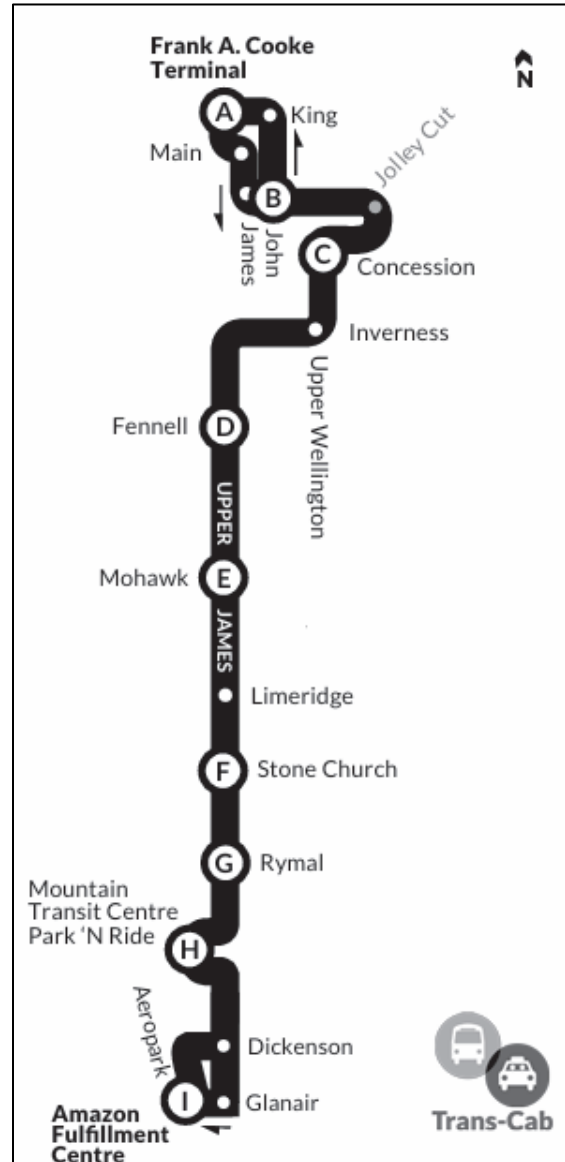 Frank A. Cooke
Terminal
N
A
King
Main
Jolley Cut
B
James
John
C
Concession
Inverness
Upper Wellington
Fennell
D
UPPER
Mohawk
E
JAMES
Limeridge
F
Stone Church
G
Rymal
Mountain
Transit Centre
Park ‘N Ride
H
Aeropark
Dickenson
I
Glanair
Amazon
Fulfillment
Centre
Trans-Cab